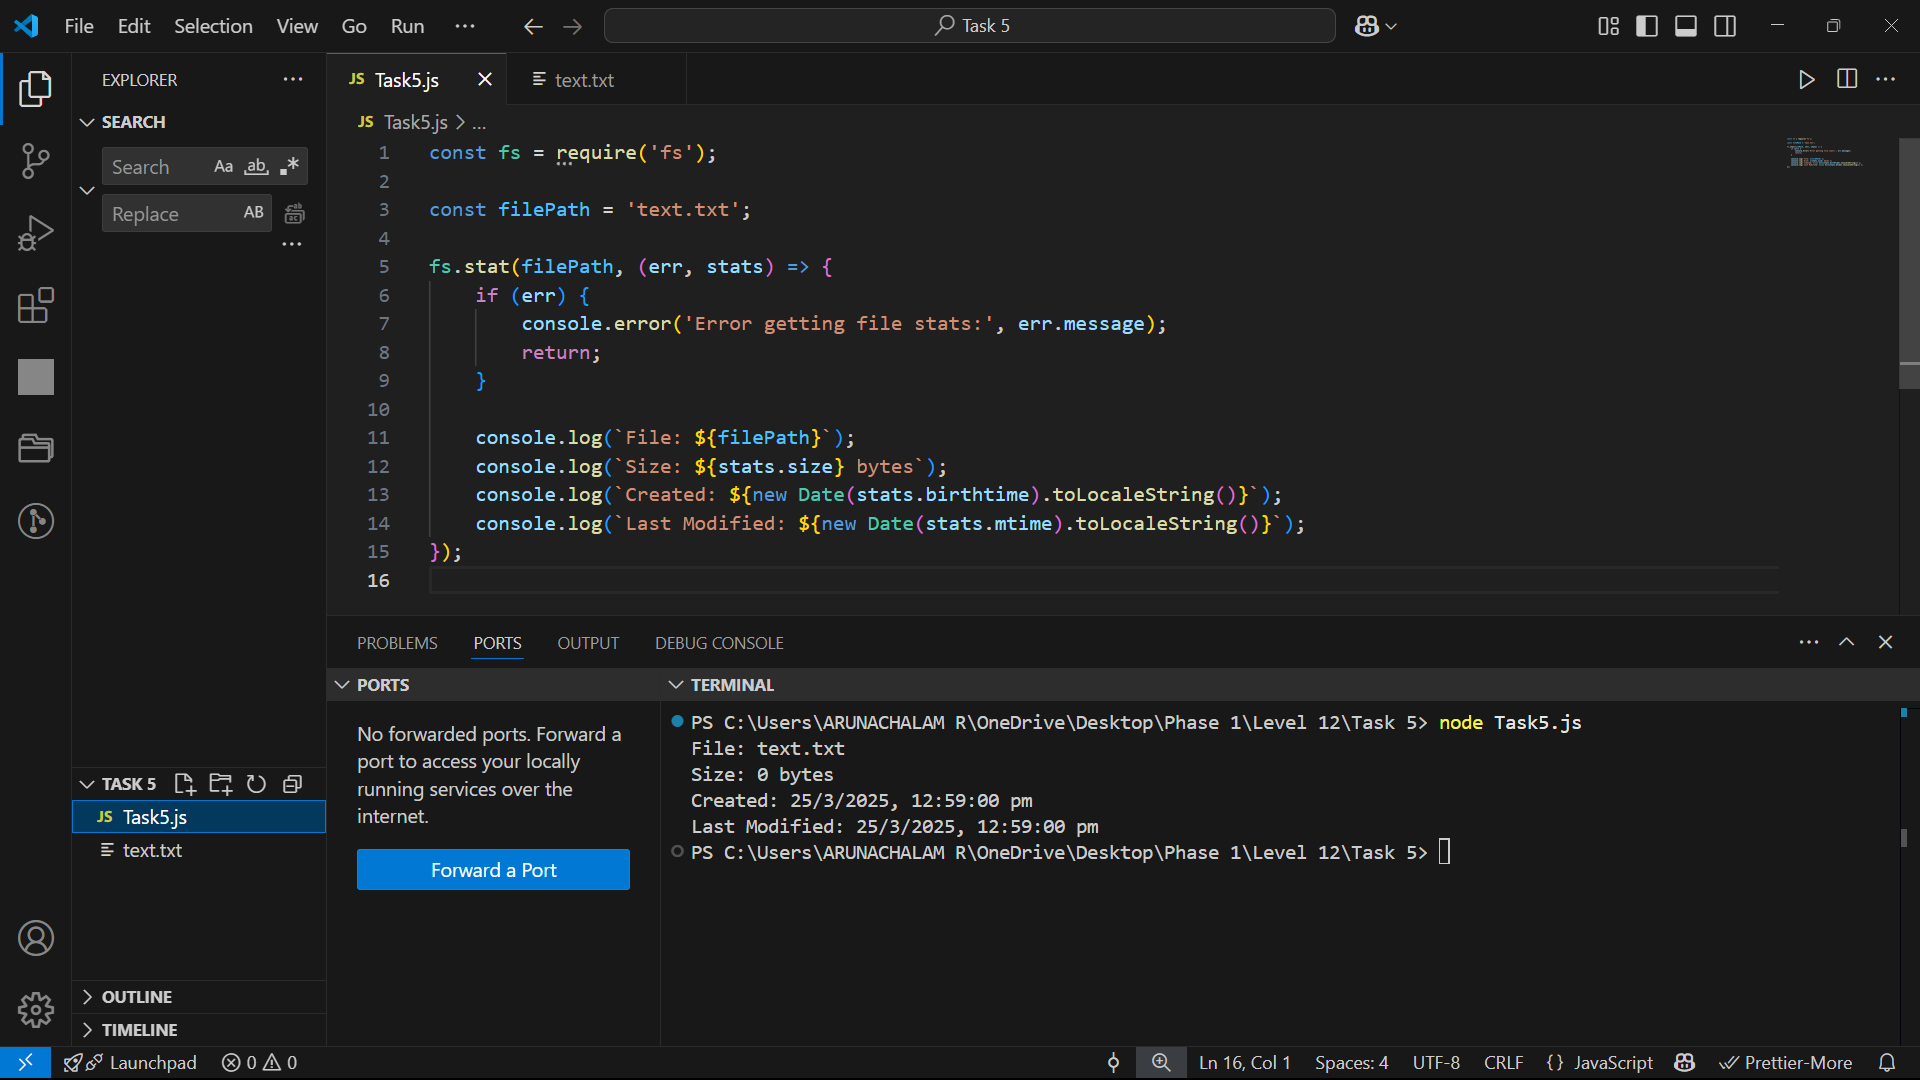 File Edit Selection View Go Run
Task 5
EXPLORER
SEARCH
Search Aa ab
Replace AB
TASK 5
JS Task5.js
text.txt
OUTLINE
TIMELINE
JS Task5.js text.txt
JS Task5.js > ...
1 const fs = require('fs');
2
3 const filePath = 'text.txt';
4
5 fs.stat(filePath, (err, stats) => {
6 if (err) {
7 console.error('Error getting file stats:', err.message);
8 return;
9 }
10
11 console.log(`File: ${filePath}`);
12 console.log(`Size: ${stats.size} bytes`);
13 console.log(`Created: ${new Date(stats.birthtime).toLocaleString()}`);
14 console.log(`Last Modified: ${new Date(stats.mtime).toLocaleString()}`);
15 });
16
PROBLEMS PORTS OUTPUT DEBUG CONSOLE
PORTS
No forwarded ports. Forward a
port to access your locally
running services over the
internet.
Forward a Port
TERMINAL
PS C:\Users\ARUNACHALAM R\OneDrive\Desktop\Phase 1\Level 12\Task 5> node Task5.js
File: text.txt
Size: 0 bytes
Created: 25/3/2025, 12:59:00 pm
Last Modified: 25/3/2025, 12:59:00 pm
PS C:\Users\ARUNACHALAM R\OneDrive\Desktop\Phase 1\Level 12\Task 5>
Launchpad 0 0 Ln 16, Col 1 Spaces: 4 UTF-8 CRLF {} JavaScript Prettier-More